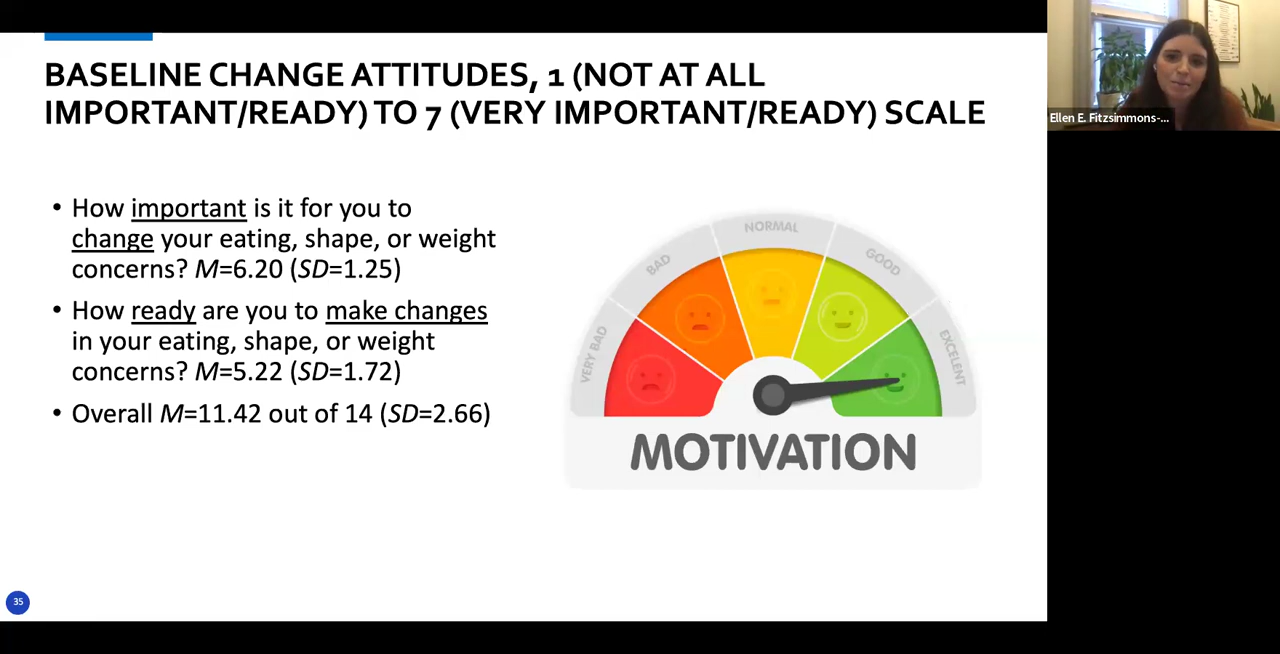 BASELINE CHANGE ATTITUDES, 1 (NOT AT ALL
IMPORTANT/READY) TO 7 (VERY IMPORTANT/READY) SCALE
• How important is it for you to
change your eating, shape, or weight
concerns? M=6.20 (SD=1.25)
• How ready are you to make changes
in your eating, shape, or weight
concerns? M=5.22 (SD=1.72)
• Overall M=11.42 out of 14 (SD=2.66)
VERY BAD
BAD
NORMAL
GOOD
EXCELENT
MOTIVATION
35
Ellen E. Fitzsimmons-...